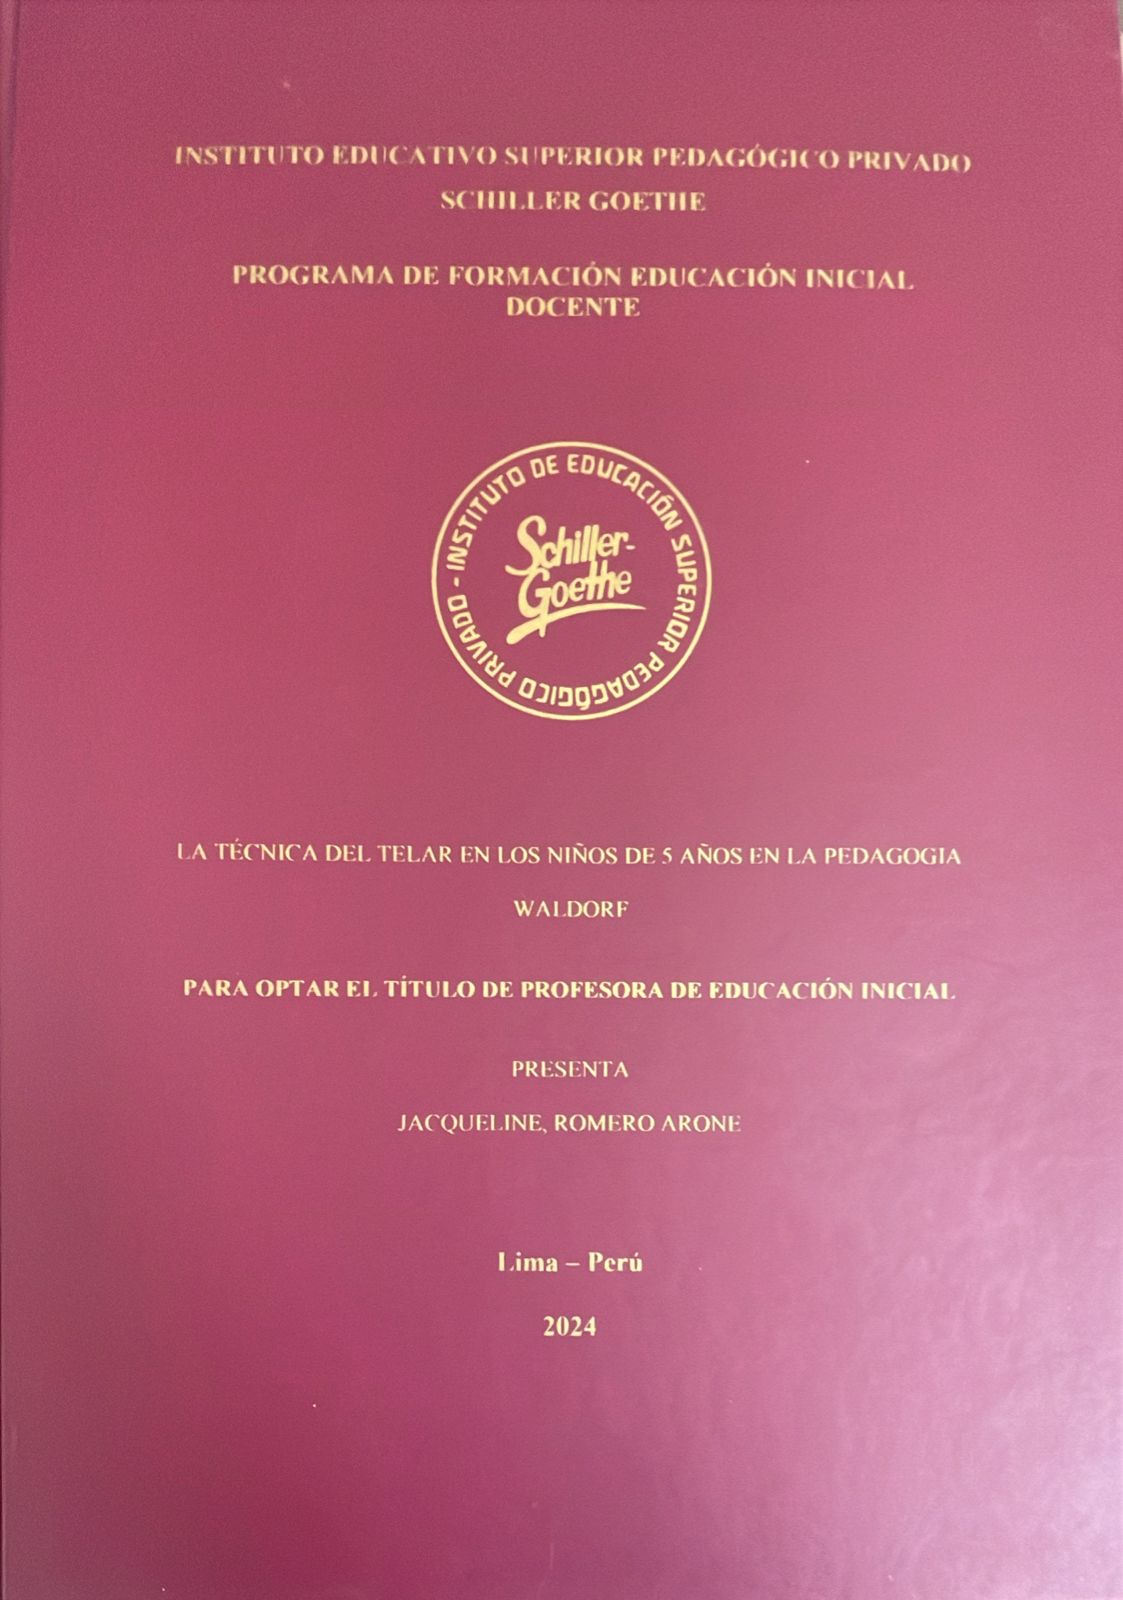 INSTITUTO EDUCATIVO SUPERIOR PEDAGÓGICO PRIVADO
SCHILLER GOETHE
PROGRAMA DE FORMACIÓN EDUCACIÓN INICIAL
DOCENTE
INSTITUTO DE EDUCACIÓN SUPERIOR PEDAGÓGICO PRIVADO -
Schiller-
Goethe
LA TÉCNICA DEL TELAR EN LOS NIÑOS DE 5 AÑOS EN LA PEDAGOGIA
WALDORF
PARA OPTAR EL TÍTULO DE PROFESORA DE EDUCACIÓN INICIAL
PRESENTA
JACQUELINE, ROMERO ARONE
Lima – Perú
2024